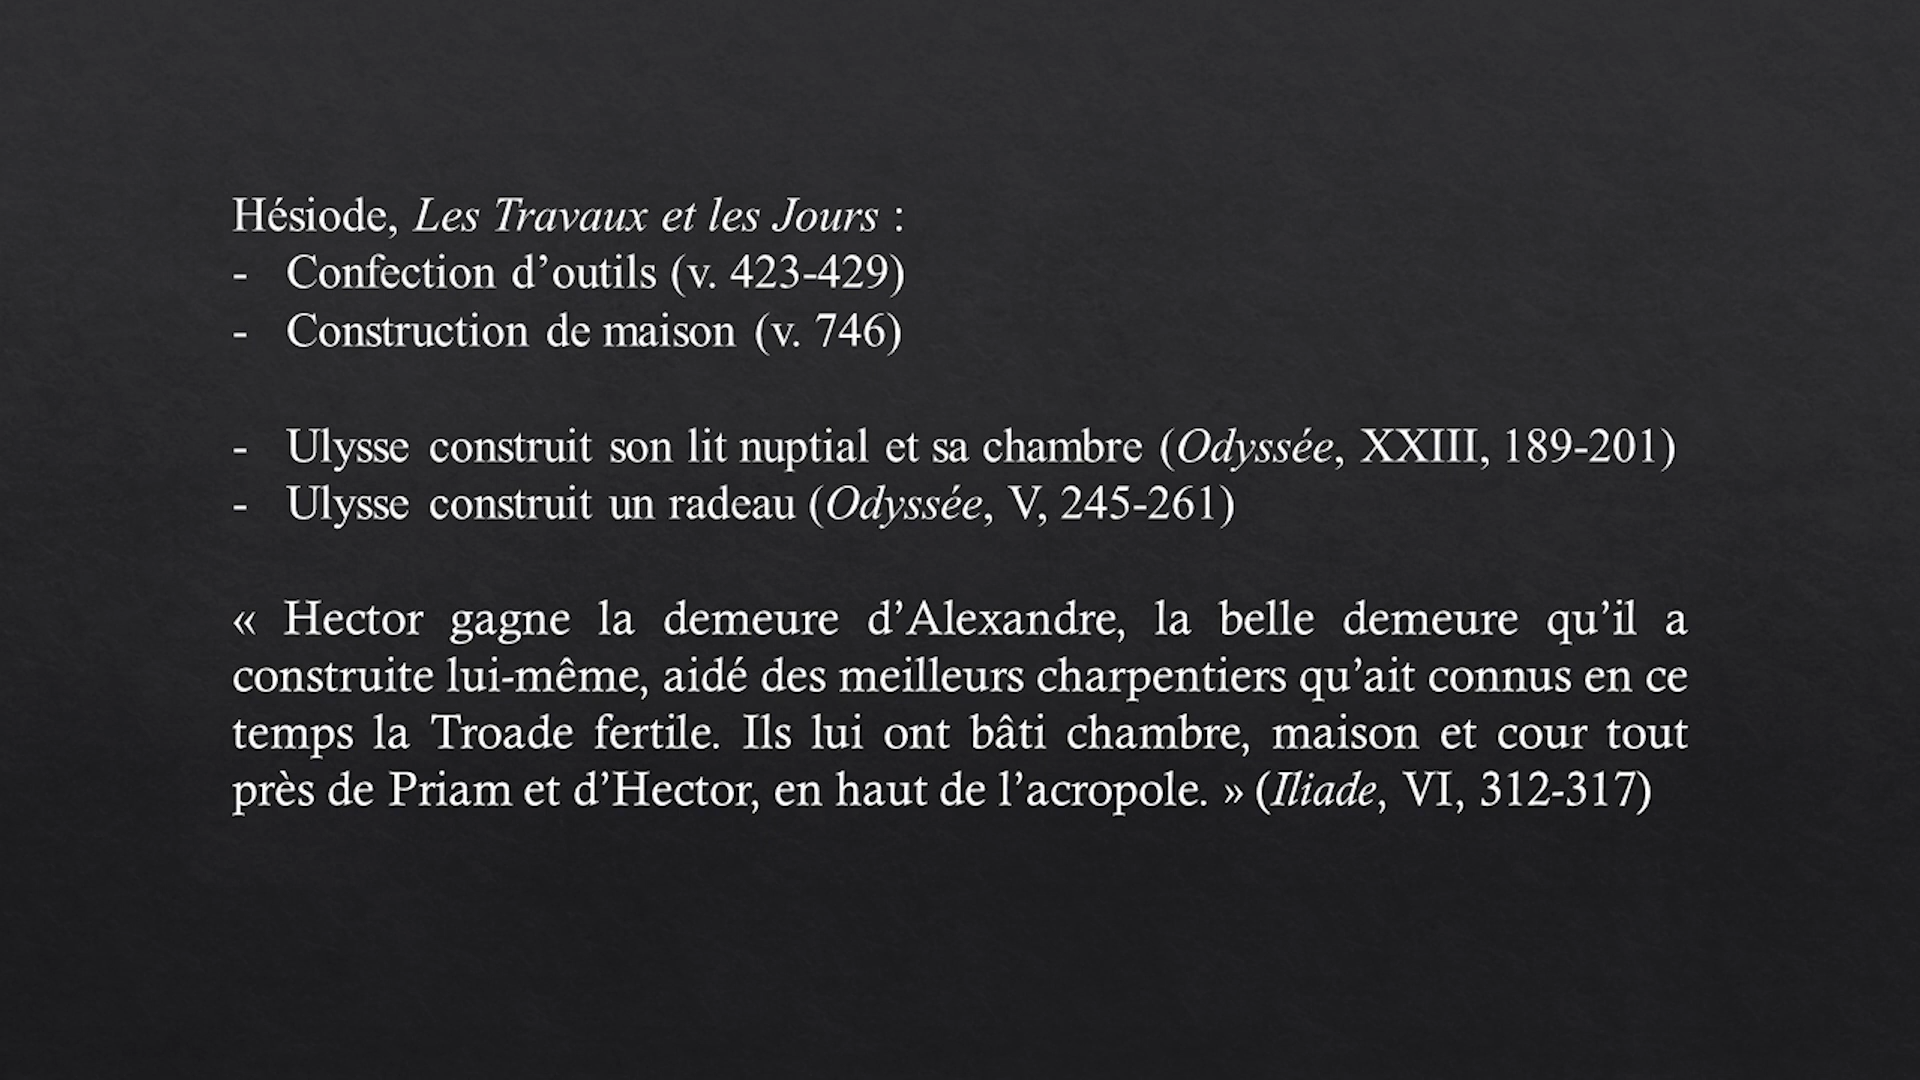 Hésiode, Les Travaux et les Jours :
- Confection d’outils (v. 423-429)
- Construction de maison (v. 746)
- Ulysse construit son lit nuptial et sa chambre (Odyssée, XXIII, 189-201)
- Ulysse construit un radeau (Odyssée, V, 245-261)
« Hector gagne la demeure d’Alexandre, la belle demeure qu’il a
construite lui-même, aidé des meilleurs charpentiers qu’ait connus en ce
temps la Troade fertile. Ils lui ont bâti chambre, maison et cour tout
près de Priam et d’Hector, en haut de l’acropole. » (Iliade, VI, 312-317)